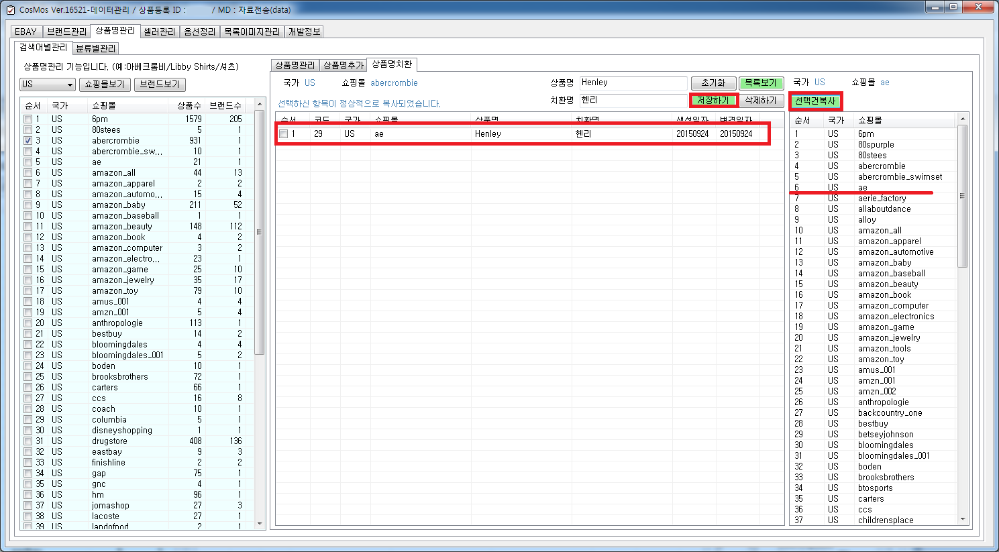 CosMos Ver.16521-데이터관리 / 상품등록 ID : / MD : 자료전송(data)
EBAY 브랜드관리 상품명관리 셀러관리 옵션정리 목록이미지관리 개발정보
검색어별관리 분류별관리
상품명관리 기능입니다. (예:아베크롬비/Libby Shirts/셔츠)
US 쇼핑몰보기 브랜드보기
순서 국가 쇼핑몰 상품수 브랜드수
1 US 6pm 1579 205
2 US 80stees 5 1
3 US abercrombie 931 1
4 US abercrombie_sw... 10 1
5 US ae 21 1
6 US amazon_all 44 13
7 US amazon_apparel 2 2
8 US amazon_automo... 15 4
9 US amazon_baby 211 52
10 US amazon_baseball 1 1
11 US amazon_beauty 148 112
12 US amazon_book 4 2
13 US amazon_computer 3 2
14 US amazon_electro... 23 1
15 US amazon_game 25 10
16 US amazon_jewelry 35 17
17 US amazon_toy 79 10
18 US amus_001 4 4
19 US amzn_001 5 4
20 US anthropologie 113 1
21 US bestbuy 14 2
22 US bloomingdales 4 4
23 US bloomingdales_001 5 2
24 US boden 10 1
25 US brooksbrothers 72 1
26 US carters 66 1
27 US ccs 16 8
28 US coach 10 1
29 US columbia 5 1
30 US disneyshopping 1 1
31 US drugstore 408 136
32 US eastbay 9 3
33 US finishline 2 2
34 US gap 75 1
35 US gnc 4 1
36 US hm 96 1
37 US jomashop 27 3
38 US lacoste 27 1
39 US landofnod 2 1
상품명관리 상품명추가 상품명치환
국가 US 쇼핑몰 abercrombie
상품명 Henley 초기화 목록보기
선택하신 항목이 정상적으로 복사되었습니다.
치환명 헨리 저장하기 삭제하기
순서 코드 국가 쇼핑몰 상품명 치환명 생성일자 변경일자
1 29 US ae Henley 헨리 20150924 20150924
국가 US 쇼핑몰 ae
선택건복사
순서 국가 쇼핑몰
1 US 6pm
2 US 80spurple
3 US 80stees
4 US abercrombie
5 US abercrombie_swimset
6 US ae
7 US aerie_factory
8 US allaboutdance
9 US alloy
10 US amazon_all
11 US amazon_apparel
12 US amazon_automotive
13 US amazon_baby
14 US amazon_baseball
15 US amazon_beauty
16 US amazon_book
17 US amazon_computer
18 US amazon_electronics
19 US amazon_game
20 US amazon_jewelry
21 US amazon_tools
22 US amazon_toy
23 US amus_001
24 US amzn_001
25 US amzn_002
26 US anthropologie
27 US backcountry_one
28 US bestbuy
29 US betseyjohnson
30 US bloomingdales
31 US bloomingdales_001
32 US boden
33 US brooksbrothers
34 US btosports
35 US carters
36 US ccs
37 US childrensplace